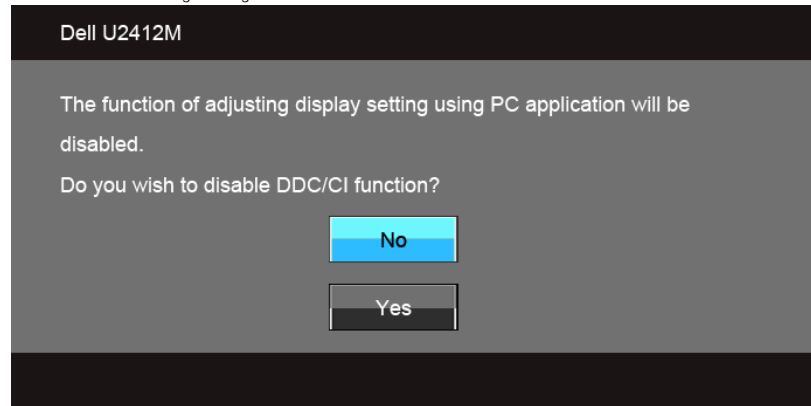 Dell U2412M
The function of adjusting display setting using PC application will be
disabled.
Do you wish to disable DDC/CI function?
No
Yes